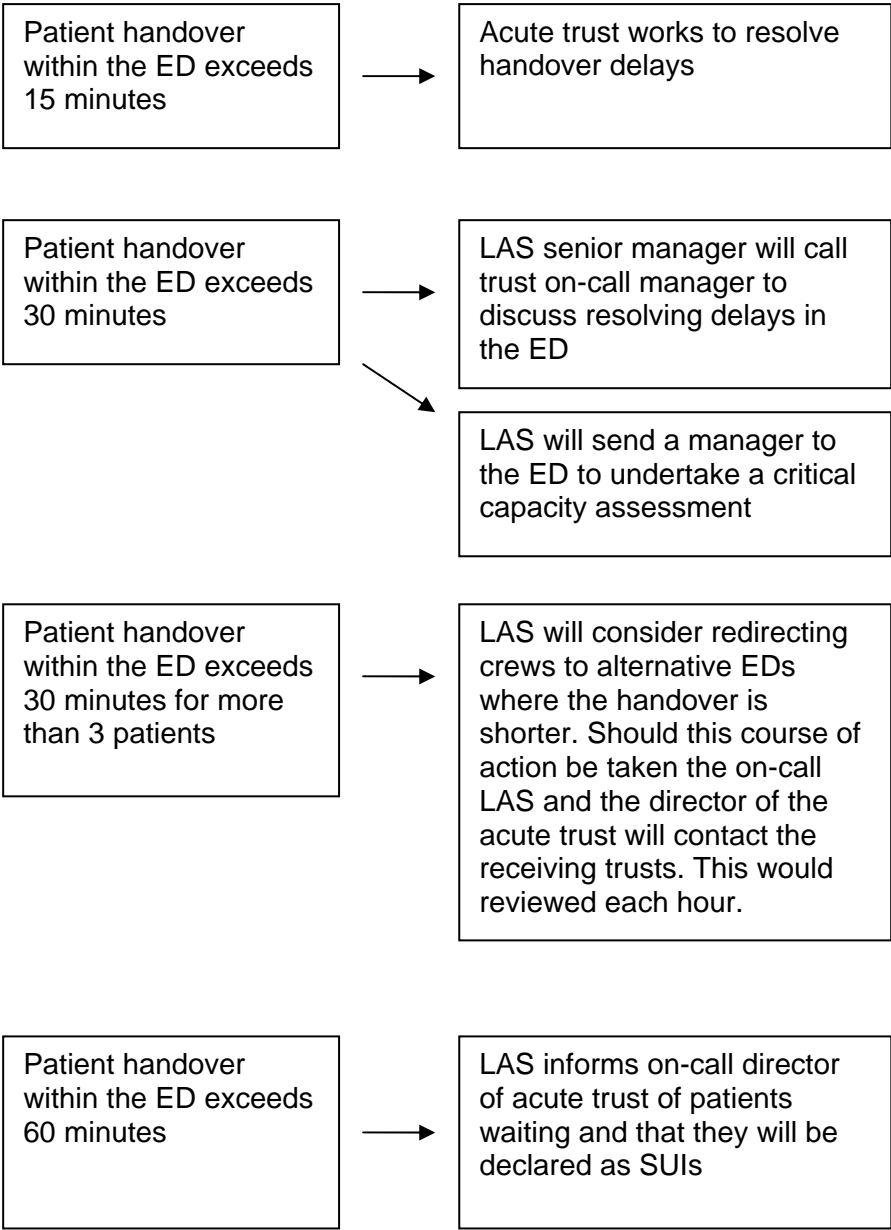 Patient handover
within the ED exceeds
15 minutes
Acute trust works to resolve
handover delays
Patient handover
within the ED exceeds
30 minutes
LAS senior manager will call
trust on-call manager to
discuss resolving delays in
the ED
LAS will send a manager to
the ED to undertake a critical
capacity assessment
Patient handover
within the ED exceeds
30 minutes for more
than 3 patients
LAS will consider redirecting
crews to alternative EDs
where the handover is
shorter. Should this course of
action be taken the on-call
LAS and the director of the
acute trust will contact the
receiving trusts. This would
reviewed each hour.
Patient handover
within the ED exceeds
60 minutes
LAS informs on-call director
of acute trust of patients
waiting and that they will be
declared as SUIs